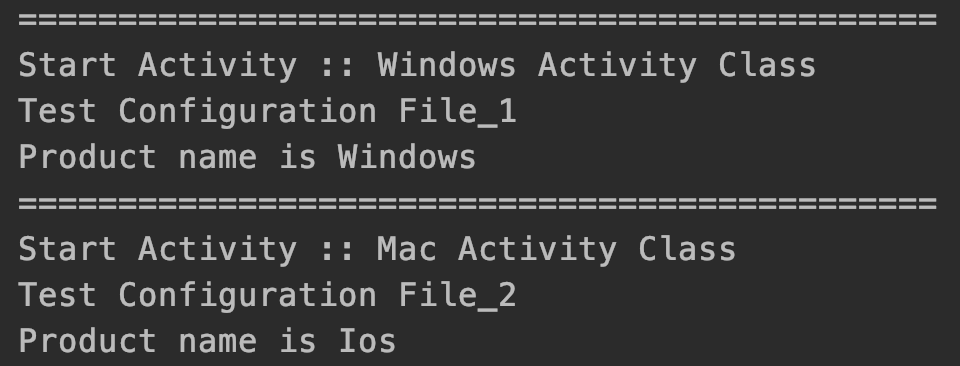 ==============================================
Start Activity :: Windows Activity Class
Test Configuration File_1
Product name is Windows
==============================================
Start Activity :: Mac Activity Class
Test Configuration File_2
Product name is Ios